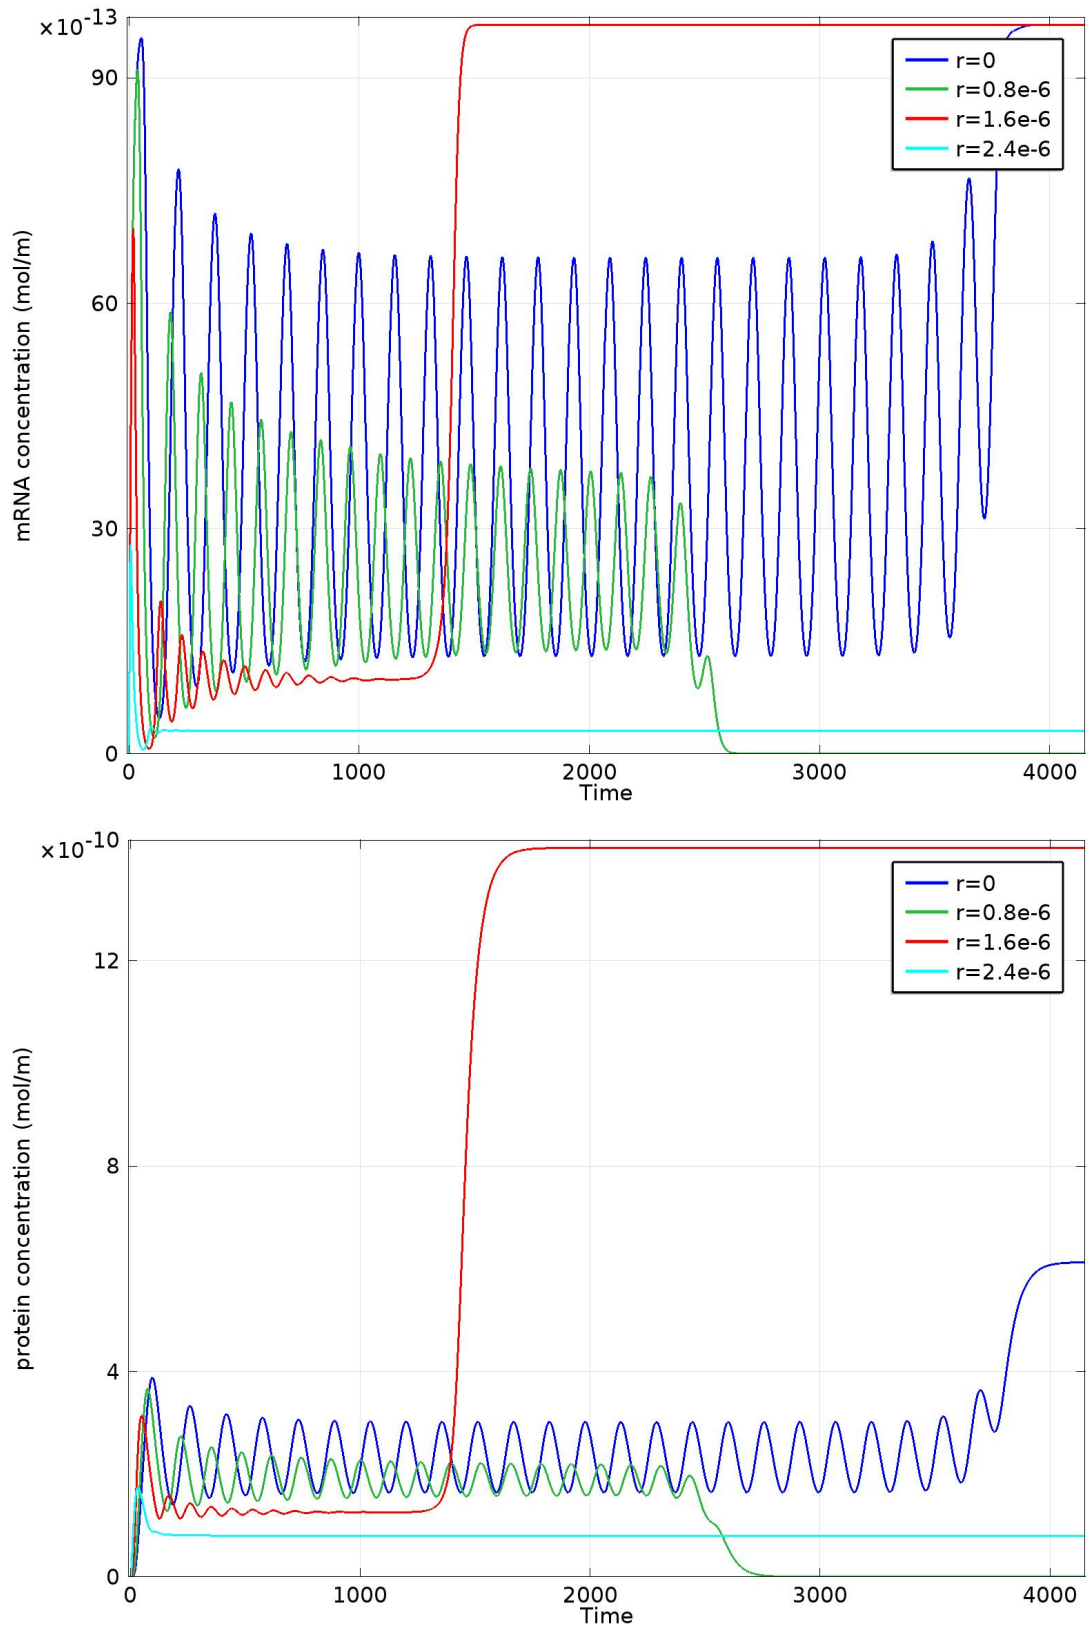 ×10-13
90
60
30
0
mRNA concentration (mol/m)
r=0
r=0.8e-6
r=1.6e-6
r=2.4e-6
0 1000 2000 3000 4000
Time
×10-10
12
8
4
0
protein concentration (mol/m)
r=0
r=0.8e-6
r=1.6e-6
r=2.4e-6
0 1000 2000 3000 4000
Time